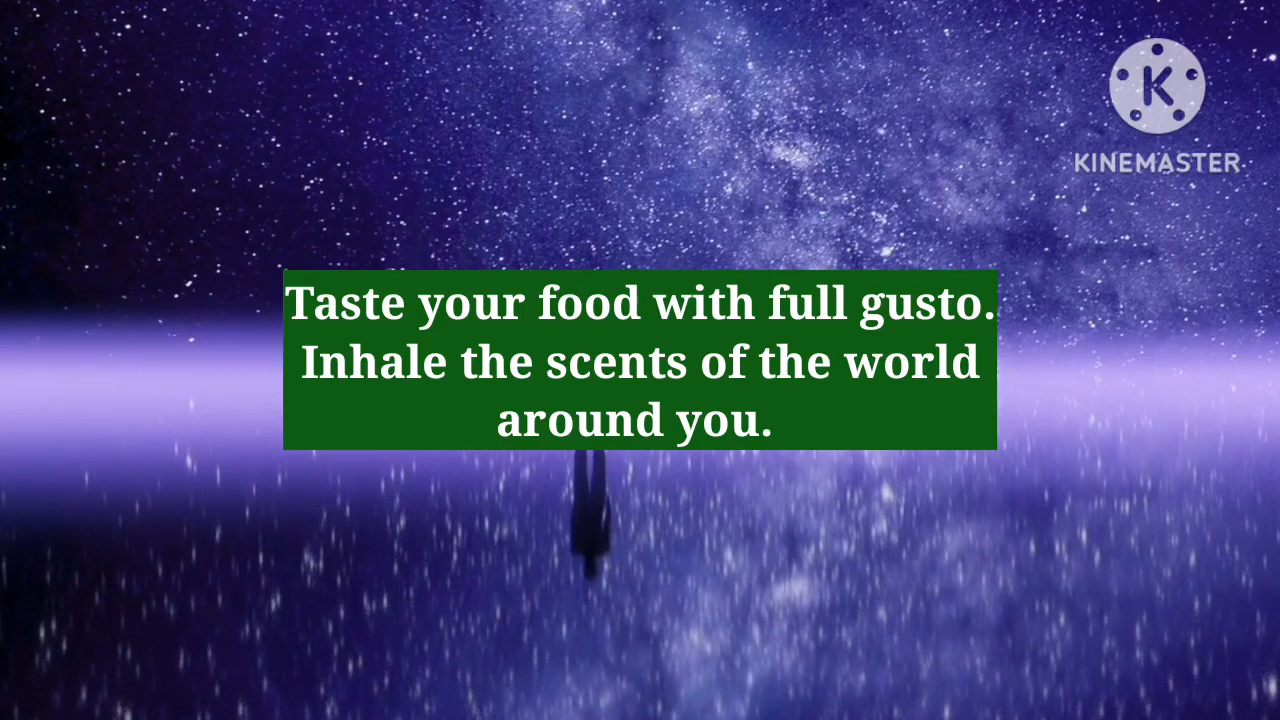 KINEMASTER
Taste your food with full gusto.
Inhale the scents of the world
around you.